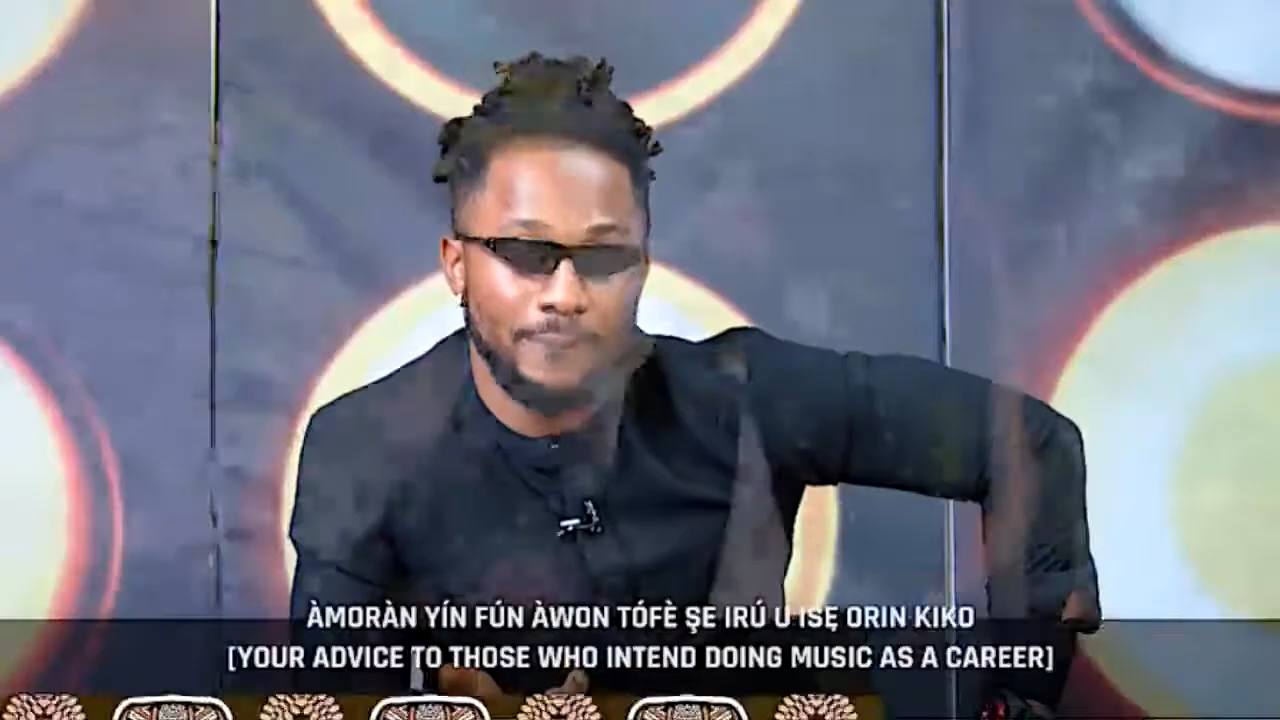 ÀMORÀN YÍN FÚN ÀWON TÓFÈ ŞE IRÚ U ISẸ ORIN KIKO
[YOUR ADVICE TO THOSE WHO INTEND DOING MUSIC AS A CAREER]